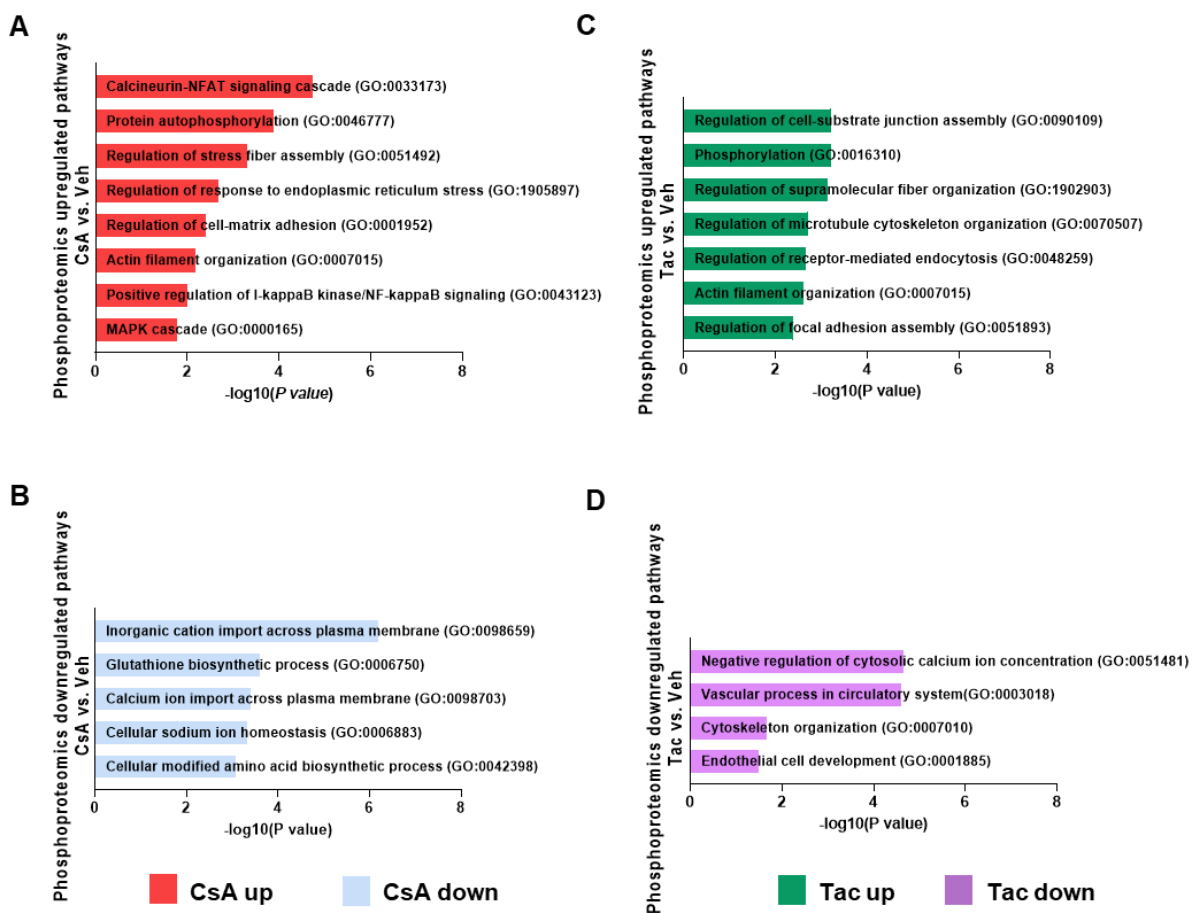 A
Phosphoproteomics upregulated pathways
CsA vs. Veh
Calcineurin-NFAT signaling cascade (GO:0033173)
Protein autophosphorylation (GO:0046777)
Regulation of stress fiber assembly (GO:0051492)
Regulation of response to endoplasmic reticulum stress (GO:1905897)
Regulation of cell-matrix adhesion (GO:0001952)
Actin filament organization (GO:0007015)
Positive regulation of I-kappaB kinase/NF-kappaB signaling (GO:0043123)
MAPK cascade (GO:0000165)
0 2 4 6 8
-log10(P value)
C
Phosphoproteomics upregulated pathways
Tac vs. Veh
Regulation of cell-substrate junction assembly (GO:0090109)
Phosphorylation (GO:0016310)
Regulation of supramolecular fiber organization (GO:1902903)
Regulation of microtubule cytoskeleton organization (GO:0070507)
Regulation of receptor-mediated endocytosis (GO:0048259)
Actin filament organization (GO:0007015)
Regulation of focal adhesion assembly (GO:0051893)
0 2 4 6 8
-log10(P value)
B
Phosphoproteomics downregulated pathways
CsA vs. Veh
Inorganic cation import across plasma membrane (GO:0098659)
Glutathione biosynthetic process (GO:0006750)
Calcium ion import across plasma membrane (GO:0098703)
Cellular sodium ion homeostasis (GO:0006883)
Cellular modified amino acid biosynthetic process (GO:0042398)
0 2 4 6 8
-log10(P value)
D
Phosphoproteomics downregulated pathways
Tac vs. Veh
Negative regulation of cytosolic calcium ion concentration (GO:0051481)
Vascular process in circulatory system(GO:0003018)
Cytoskeleton organization (GO:0007010)
Endothelial cell development (GO:0001885)
0 2 4 6 8
-log10(P value)
CsA up
CsA down
Tac up
Tac down